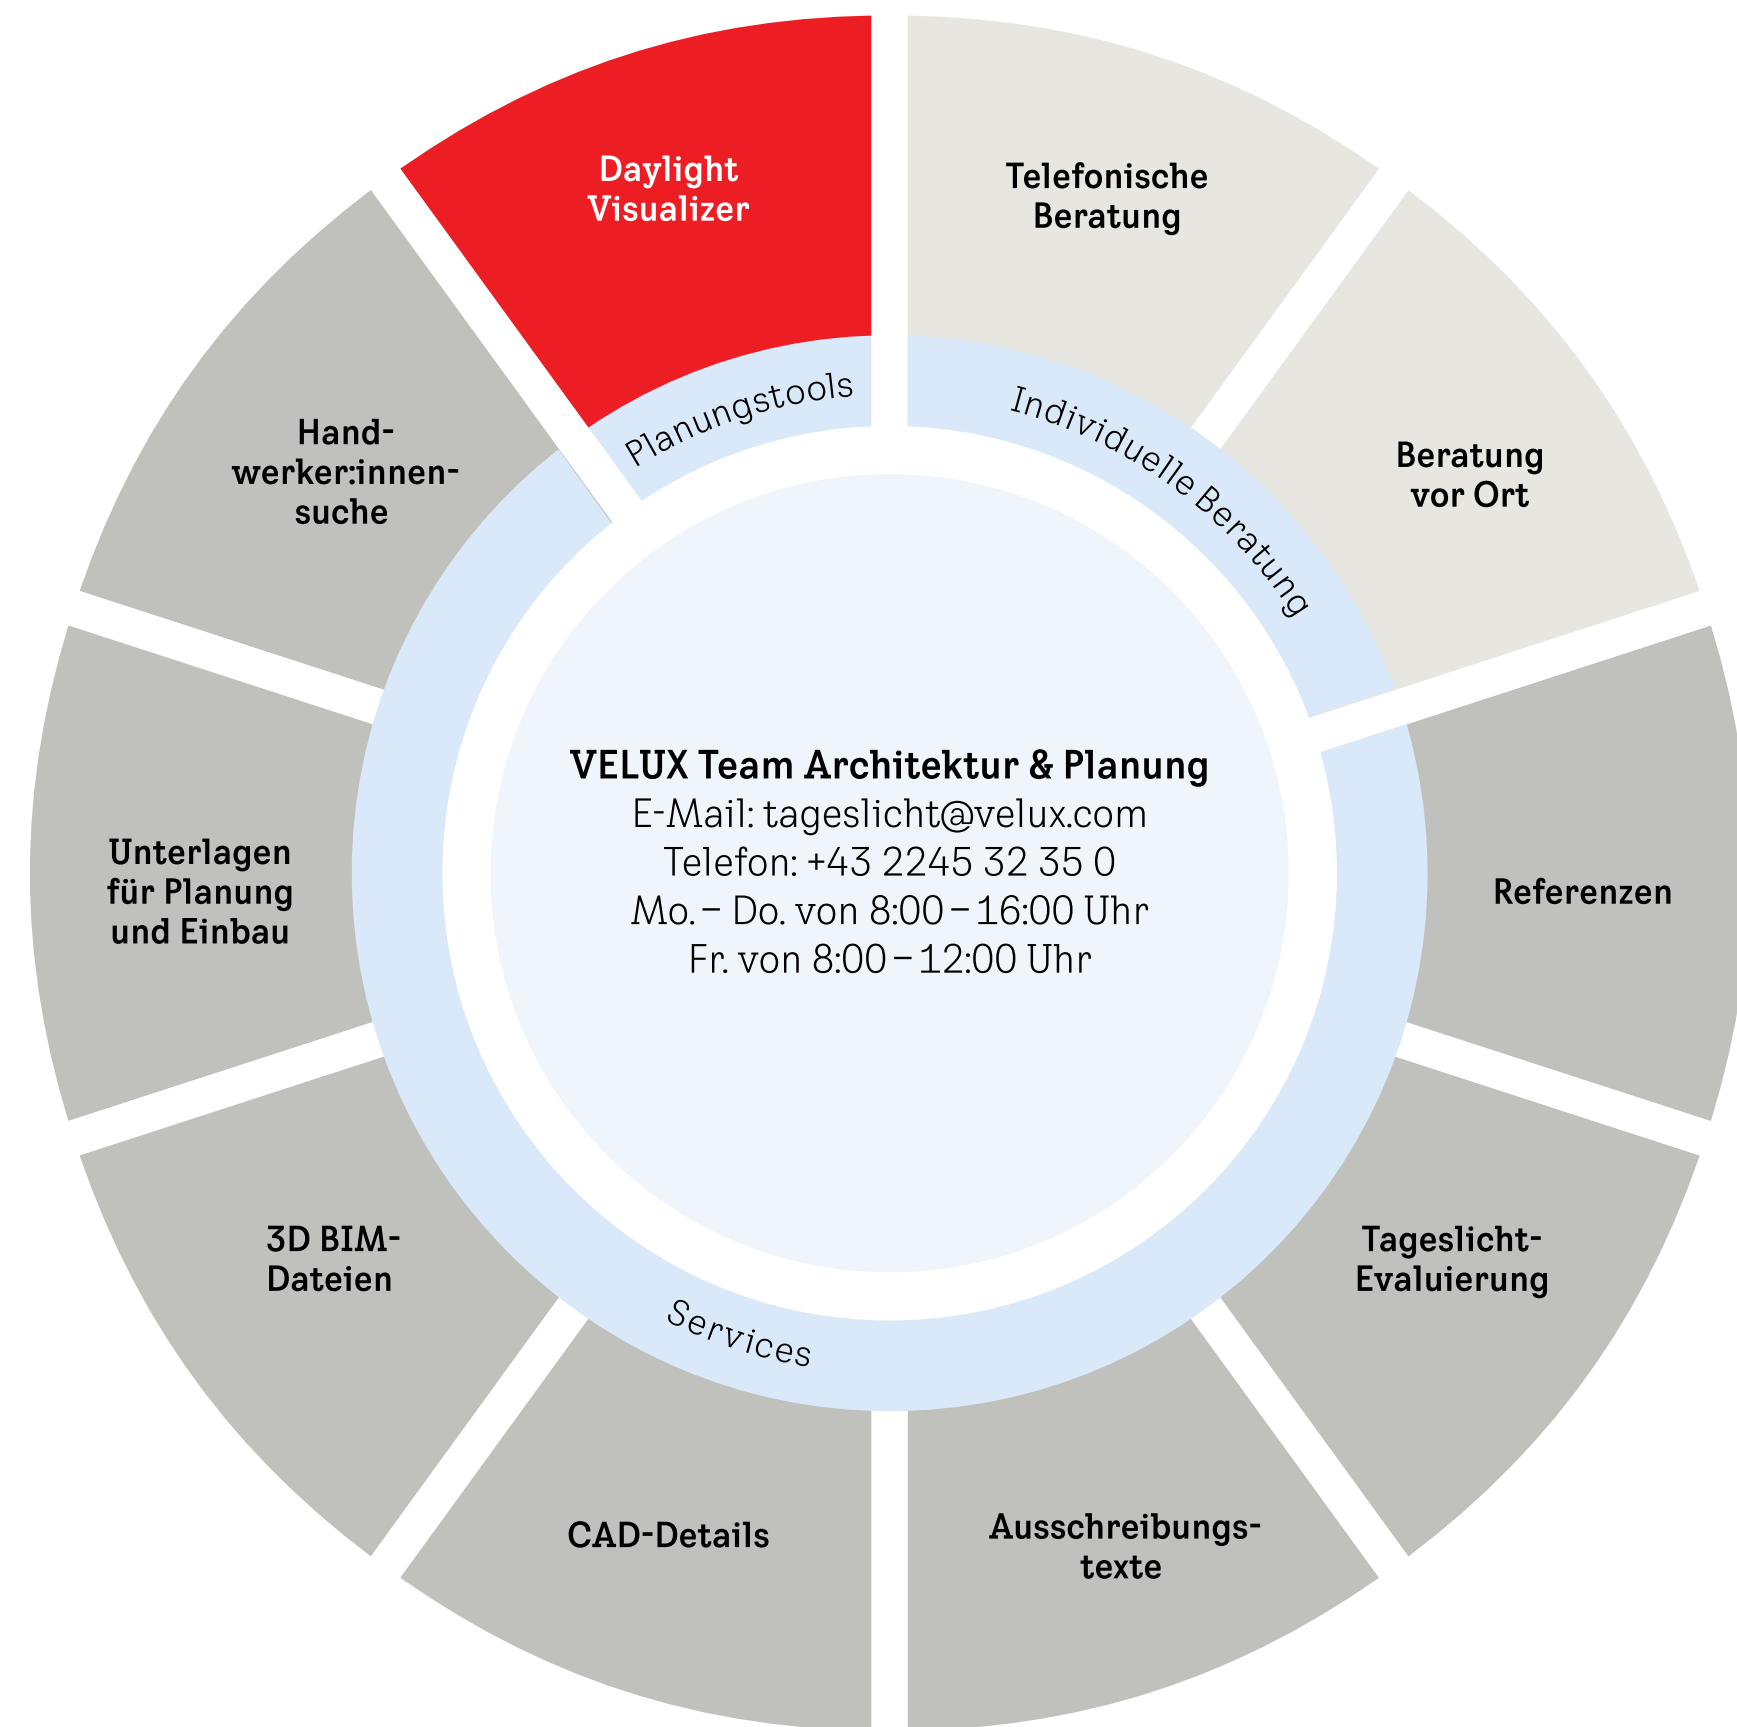 Daylight
Visualizer
Telefonische
Beratung
Planungstools
Individuelle Beratung
Hand-
werker:innen-
suche
Beratung
vor Ort
VELUX Team Architektur & Planung
E-Mail: tageslicht@velux.com
Telefon: +43 2245 32 35 0
Mo. – Do. von 8:00 – 16:00 Uhr
Fr. von 8:00 – 12:00 Uhr
Unterlagen
für Planung
und Einbau
Referenzen
3D BIM-
Dateien
Tageslicht-
Evaluierung
Services
CAD-Details
Ausschreibungs-
texte